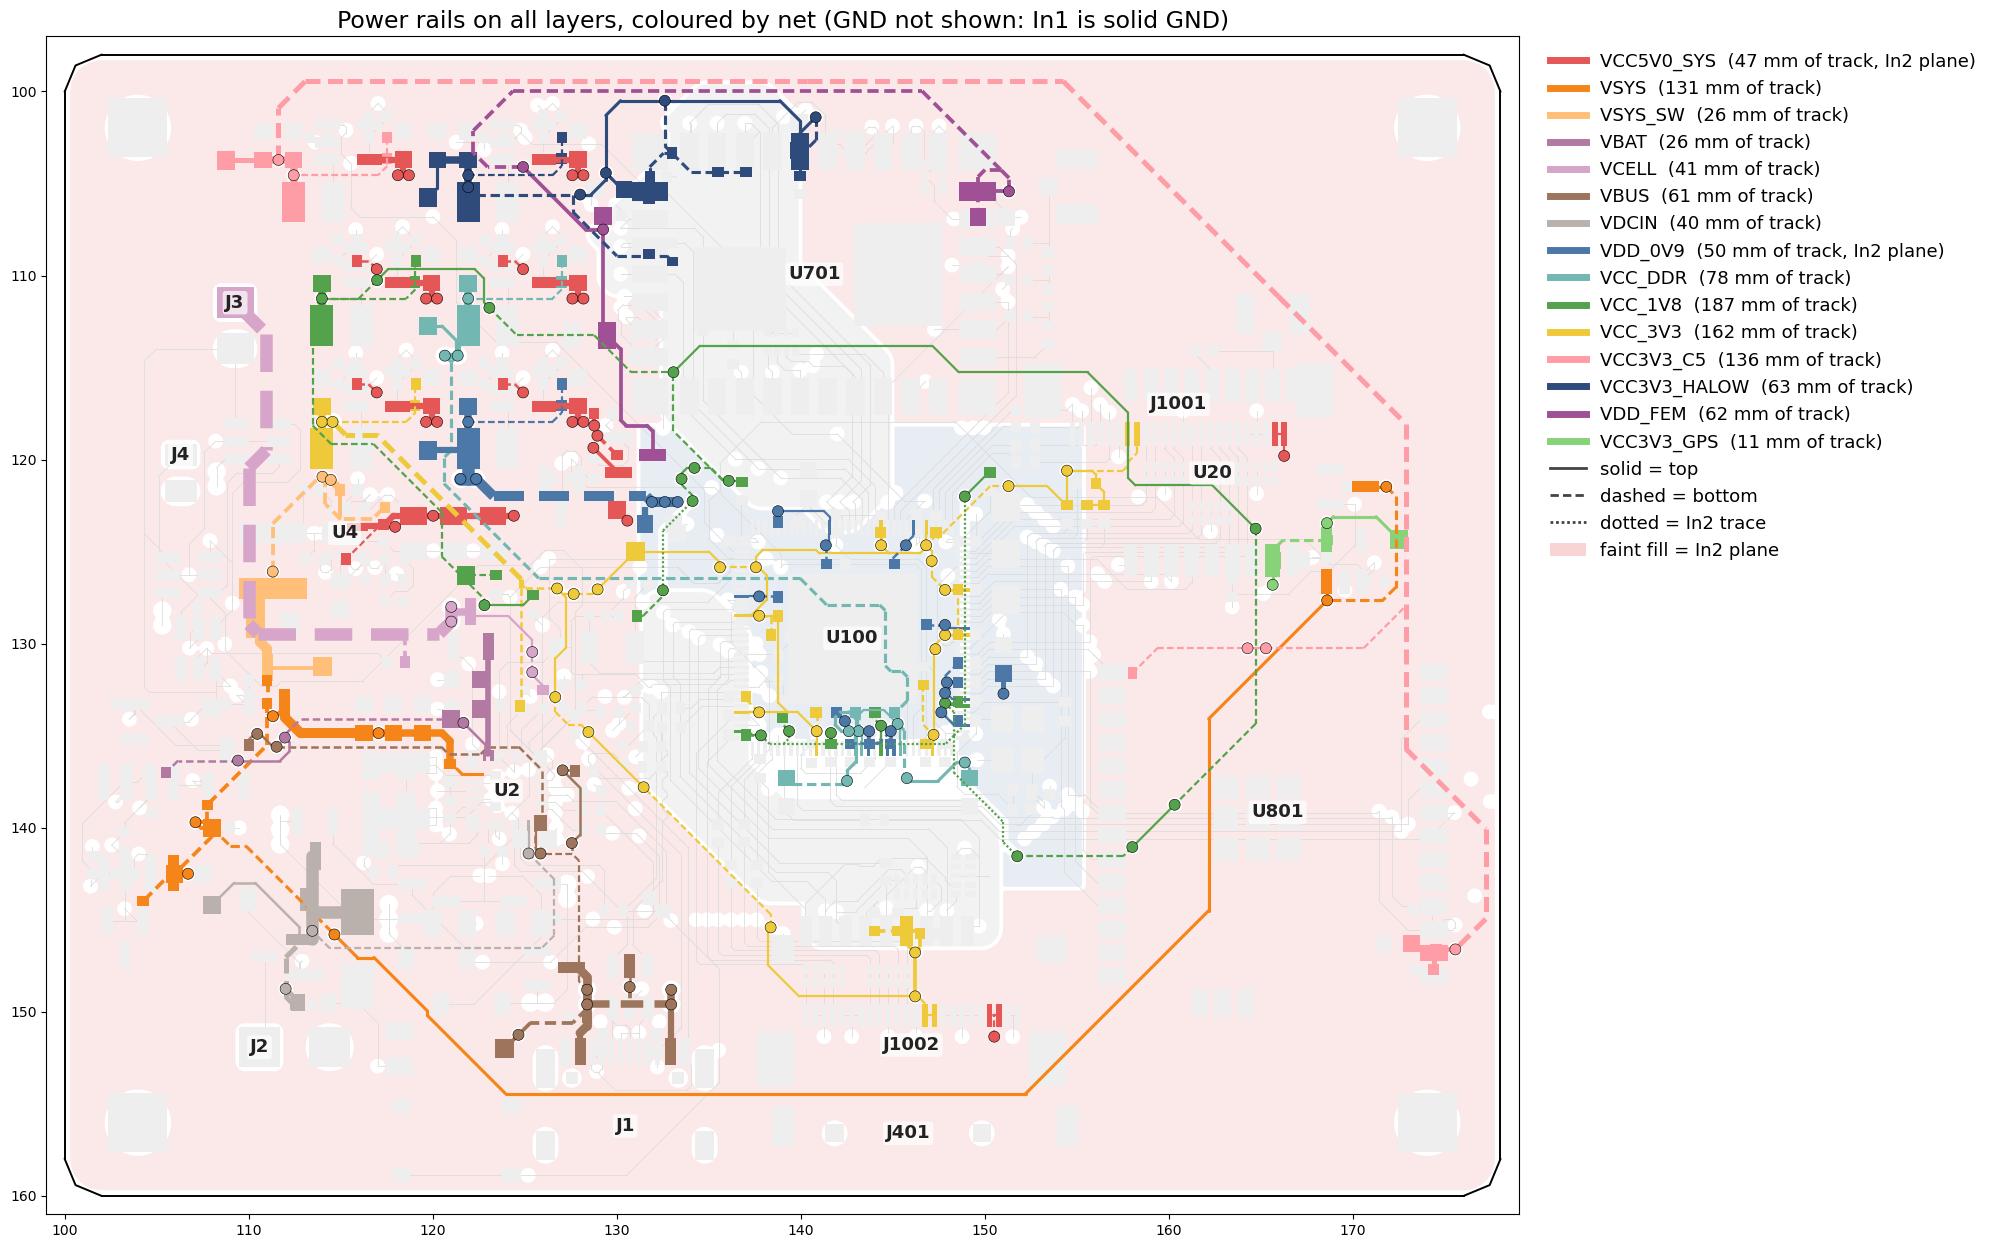 Power rails on all layers, coloured by net (GND not shown: In1 is solid GND)
VCC5V0_SYS (47 mm of track, In2 plane)
VSYS (131 mm of track)
VSYS_SW (26 mm of track)
VBAT (26 mm of track)
VCELL (41 mm of track)
VBUS (61 mm of track)
VDCIN (40 mm of track)
VDD_0V9 (50 mm of track, In2 plane)
VCC_DDR (78 mm of track)
VCC_1V8 (187 mm of track)
VCC_3V3 (162 mm of track)
VCC3V3_C5 (136 mm of track)
VCC3V3_HALOW (63 mm of track)
VDD_FEM (62 mm of track)
VCC3V3_GPS (11 mm of track)
solid = top
dashed = bottom
dotted = In2 trace
faint fill = In2 plane
100
110
120
130
140
150
160
U701
J3
J1001
J4
U20
U4
U100
U2
U801
J2
J1002
J1
J401
100
110
120
130
140
150
160
170